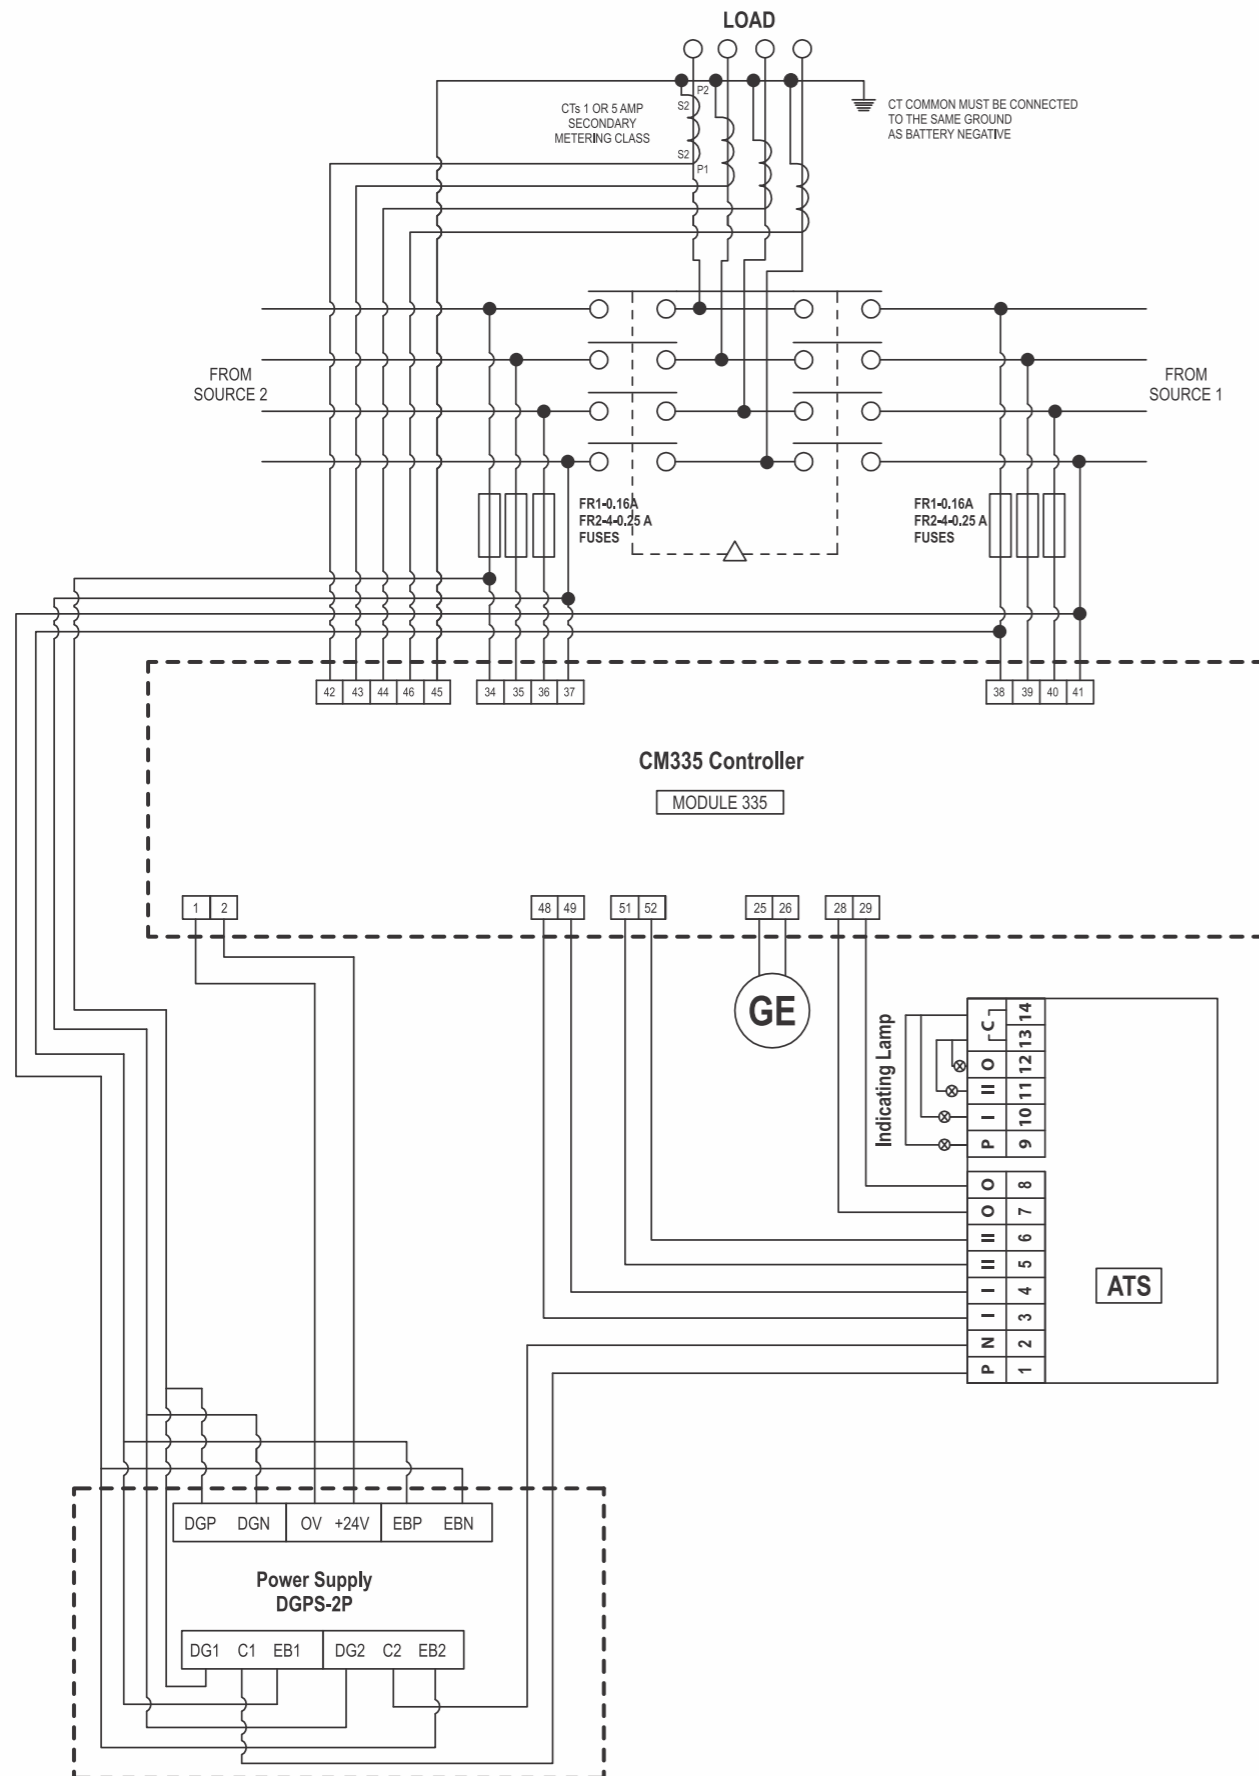 LOAD
P2
S2
CTs 1 OR 5 AMP
SECONDARY
METERING CLASS
S2
P1
CT COMMON MUST BE CONNECTED
TO THE SAME GROUND
AS BATTERY NEGATIVE
FROM
SOURCE 2
FROM
SOURCE 1
FR1-0.16A
FR2-4-0.25 A
FUSES
FR1-0.16A
FR2-4-0.25 A
FUSES
42 43 44 46 45 34 35 36 37 38 39 40 41
CM335 Controller
MODULE 335
1 2 48 49 51 52 25 26 28 29
GE
Indicating Lamp
C 14
13
O 12
II 11
I 10
P 9
O 8
O 7
II 6
II 5
I 4
I 3
N 2
P 1
ATS
DGP DGN OV +24V EBP EBN
Power Supply
DGPS-2P
DG1 C1 EB1 DG2 C2 EB2